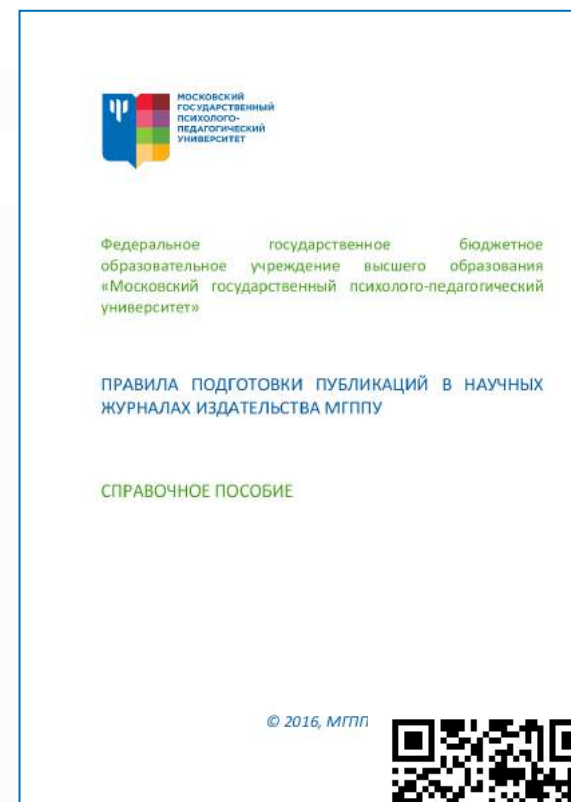 МОСКОВСКИЙ
ГОСУДАРСТВЕННЫЙ
ПСИХОЛОГО-
ПЕДАГОГИЧЕСКИЙ
УНИВЕРСИТЕТ
Федеральное государственное бюджетное
образовательное учреждение высшего образования
«Московский государственный психолого-педагогический
университет»
ПРАВИЛА ПОДГОТОВКИ ПУБЛИКАЦИЙ В НАУЧНЫХ
ЖУРНАЛАХ ИЗДАТЕЛЬСТВА МГППУ
СПРАВОЧНОЕ ПОСОБИЕ
© 2016,